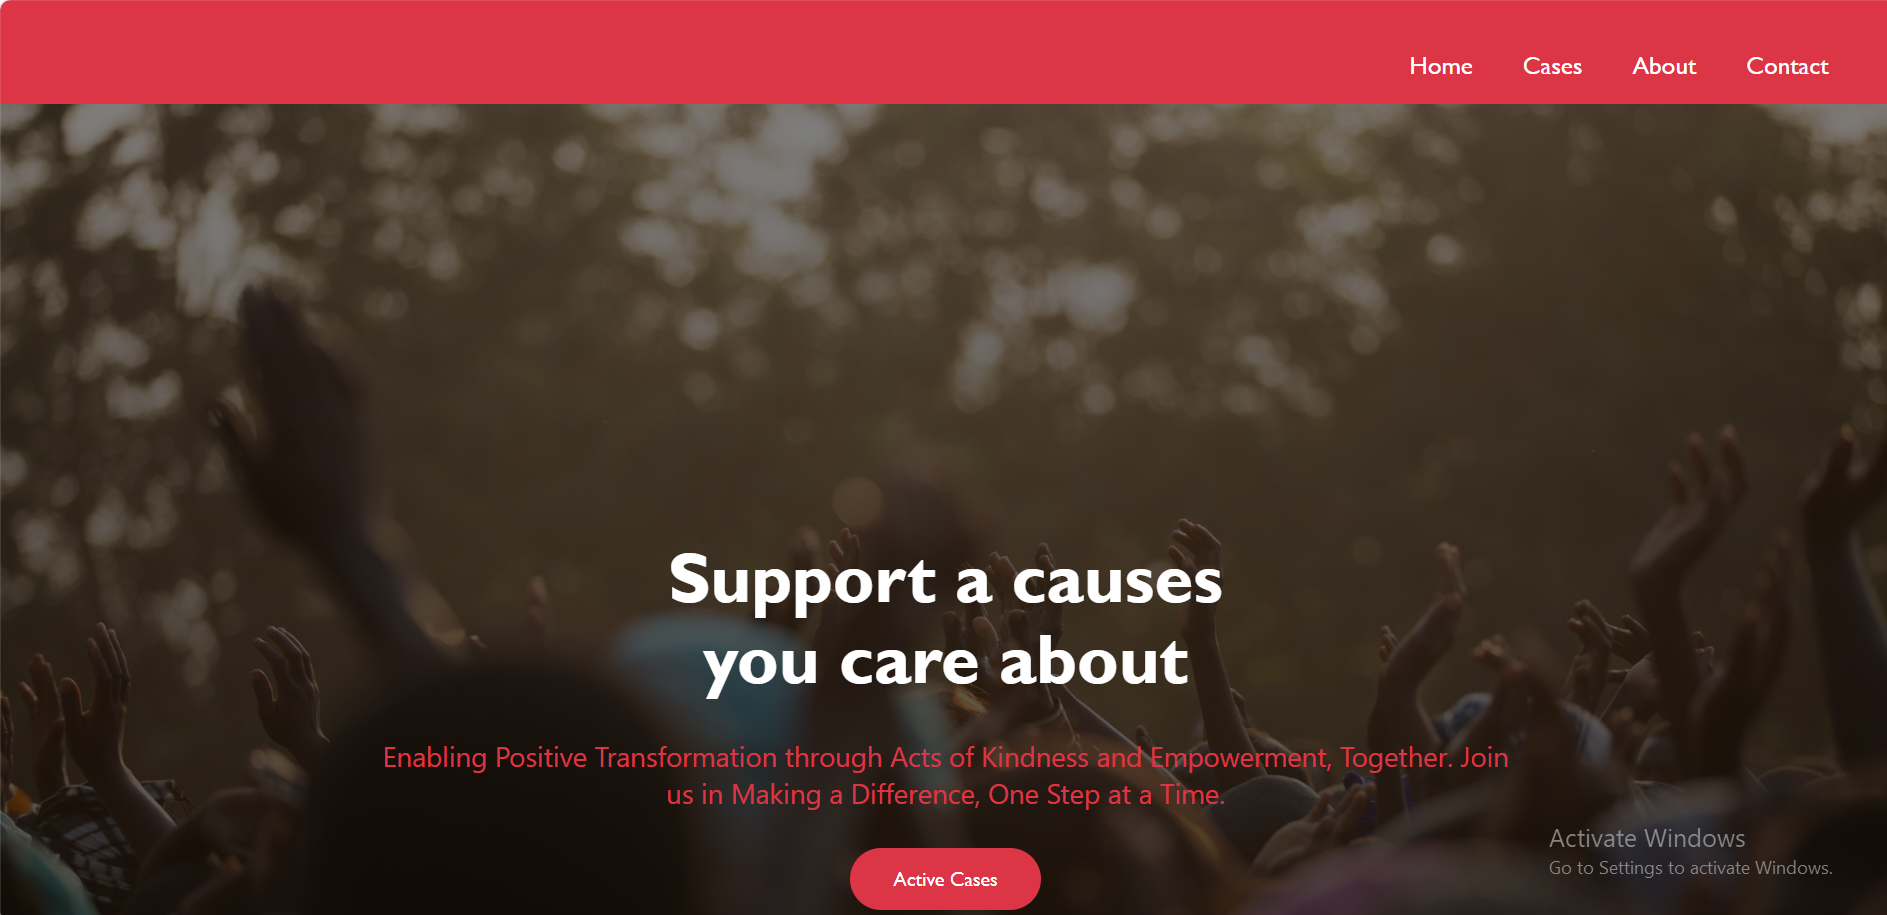 Home Cases About Contact
Support a causes
you care about
Enabling Positive Transformation through Acts of Kindness and Empowerment, Together. Join
us in Making a Difference, One Step at a Time.
Active Cases
Activate Windows
Go to Settings to activate Windows.